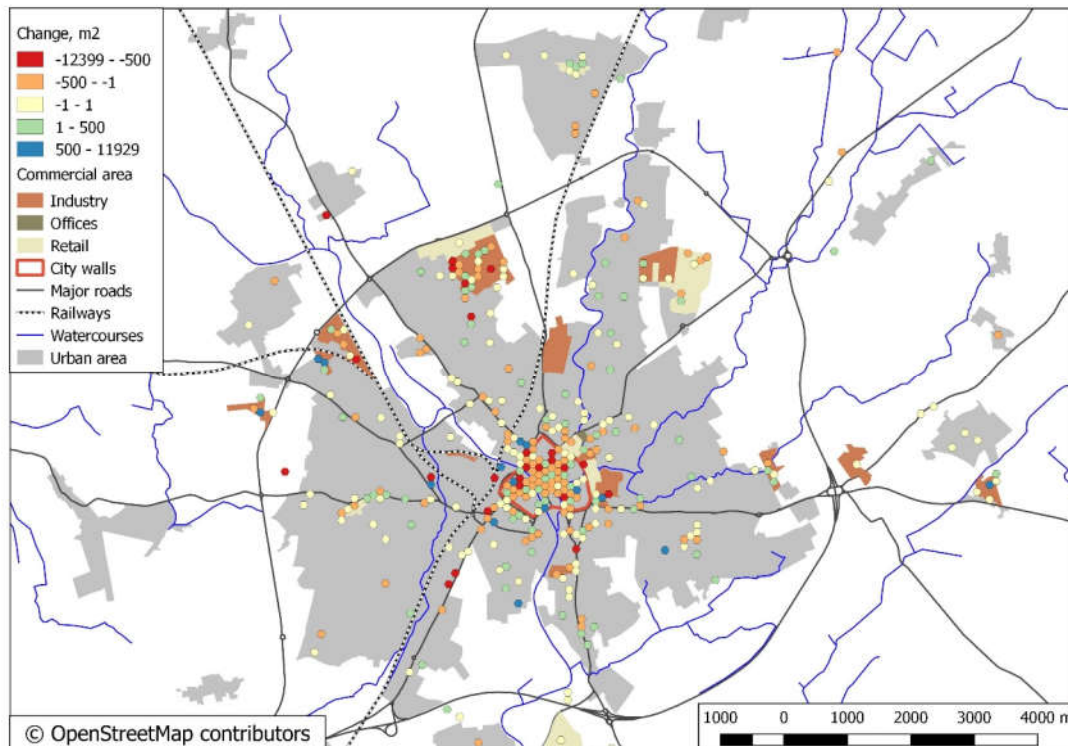 Change, m2
-12399 - -500
-500 - -1
-1 - 1
1 - 500
500 - 11929
Commercial area
Industry
Offices
Retail
City walls
Major roads
Railways
Watercourses
Urban area
© OpenStreetMap contributors
1000 0 1000 2000 3000 4000 m